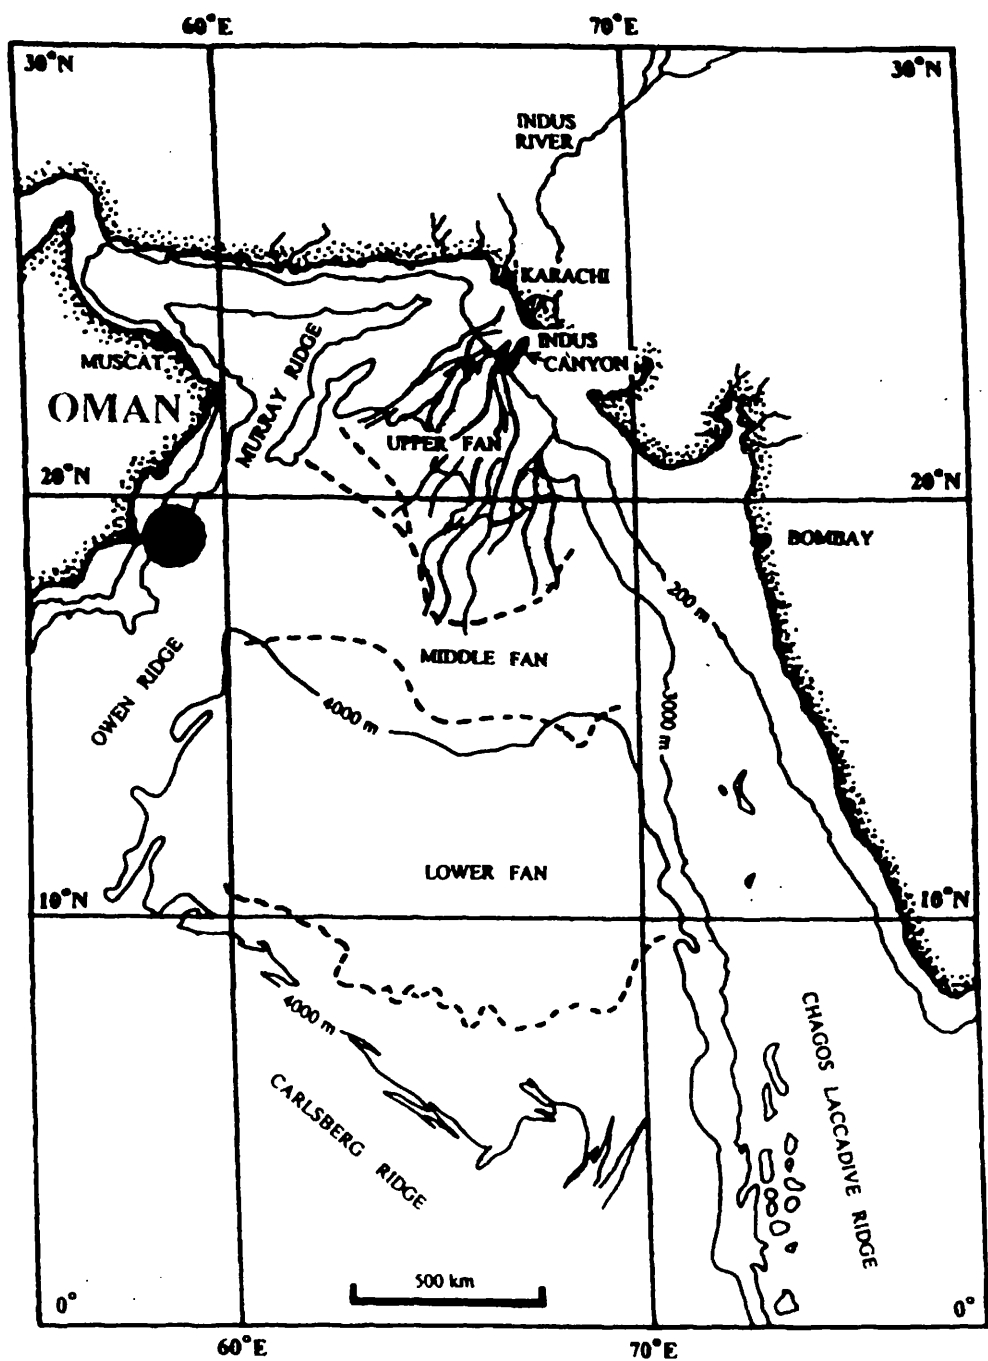 60°E 70°E
30°N 30°N
INDUS
RIVER
KARACHI
INDUS
CANYON
MUSCAT
OMAN
MURRAY RIDGE
UPPER FAN
20°N 20°N
BOMBAY
200 m
MIDDLE FAN
OWEN RIDGE
4000 m
3000 m
LOWER FAN
10°N 10°N
4000 m
CHAGOS LACCADIVE RIDGE
CARLSBERG RIDGE
500 km
0° 0°
60°E 70°E